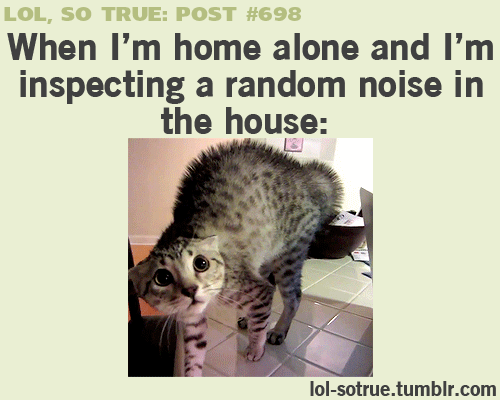 LOL, SO TRUE: POST #698
When I'm home alone and I'm
inspecting a random noise in
the house:
lol-sotrue.tumblr.com